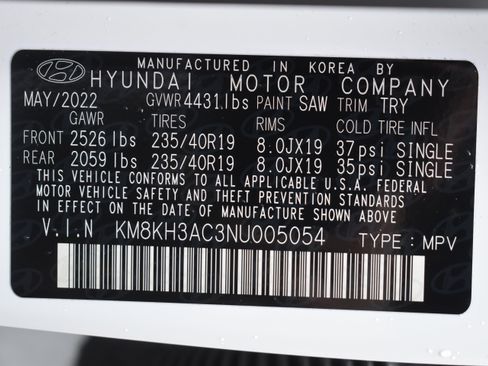 MANUFACTURED IN KOREA BY
HYUNDAI MOTOR COMPANY
MAY/2022 GVWR 4431lbs PAINT SAW TRIM TRY
GAWR TIRES RIMS COLD TIRE INFL
FRONT 2526 lbs 235/40R19 8.0JX19 37psi SINGLE
REAR 2059 lbs 235/40R19 8.0JX19 35psi SINGLE
THIS VEHICLE CONFORMS TO ALL APPLICABLE U.S.A. FEDERAL
MOTOR VEHICLE SAFETY AND THEFT PREVENTION STANDARDS
IN EFFECT ON THE DATE OF MANUFACTURE SHOWN ABOVE.
V.I.N KM8KH3AC3NU005054 TYPE: MPV